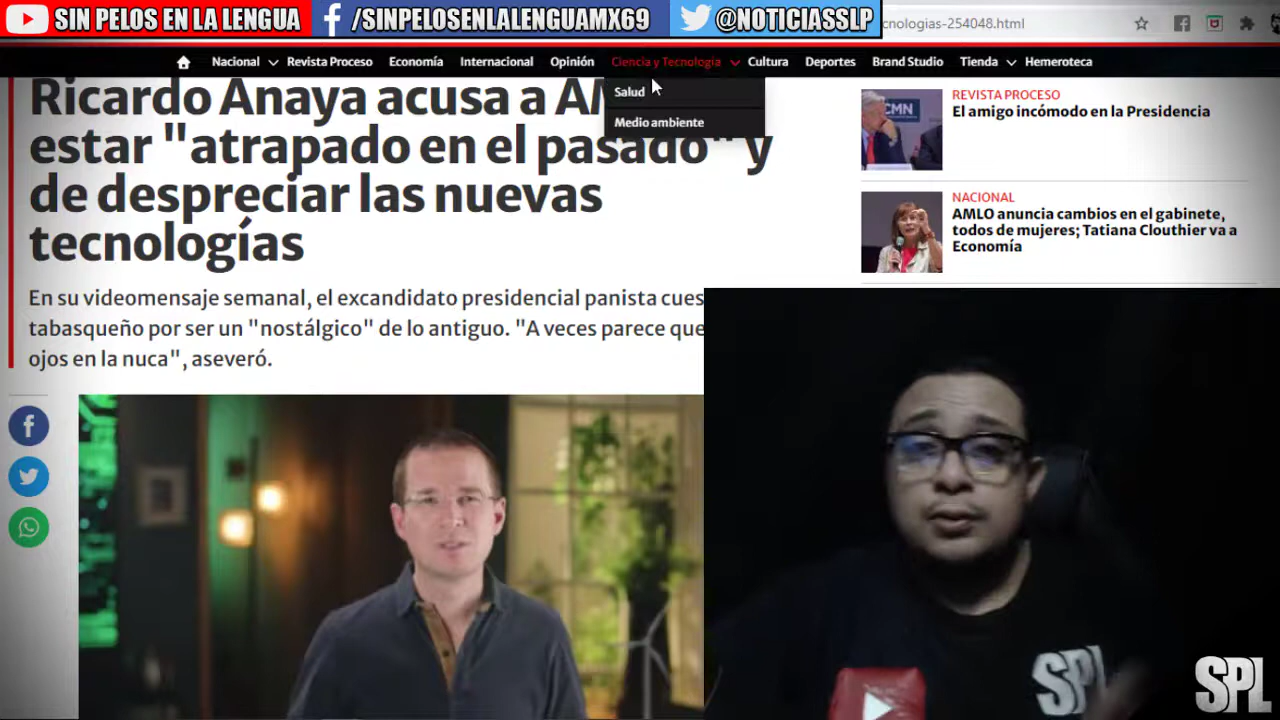 SIN PELOS EN LA LENGUA
/SINPELOSENLALENGUAMX69
@NOTICIASSLP
cnologias-254048.html
Nacional
Revista Proceso
Economía
Internacional
Opinión
Ciencia y Tecnología
Cultura
Deportes
Brand Studio
Tienda
Hemeroteca
Salud
Medio ambiente
Ricardo Anaya acusa a
estar "atrapado en el pasado" y
de despreciar las nuevas
tecnologías
En su videomensaje semanal, el excandidato presidencial panista
tabasqueño por ser un "nostálgico" de lo antiguo. "A veces parece que
ojos en la nuca", aseveró.
REVISTA PROCESO
El amigo incómodo en la Presidencia
CMN
NACIONAL
AMLO anuncia cambios en el gabinete,
todos de mujeres; Tatiana Clouthier va a
Economía
SPL
SPL